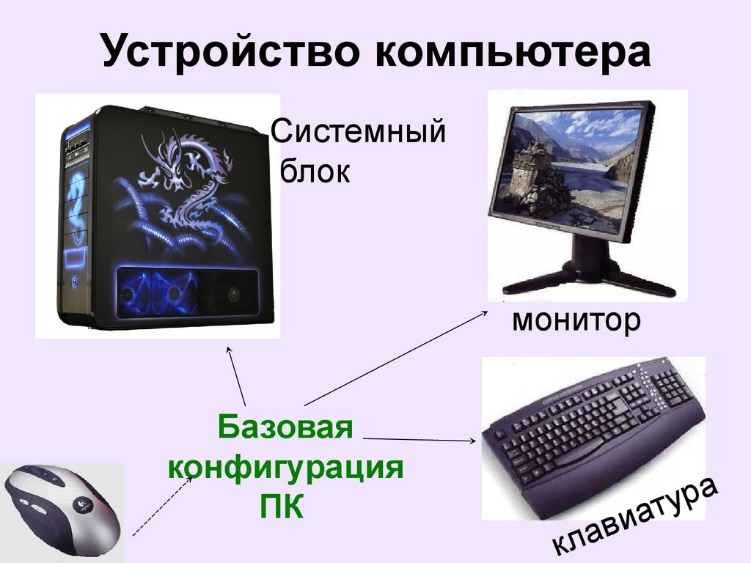 Устройство компьютера
Системный
блок
монитор
Базовая
конфигурация
ПК
клавиатура